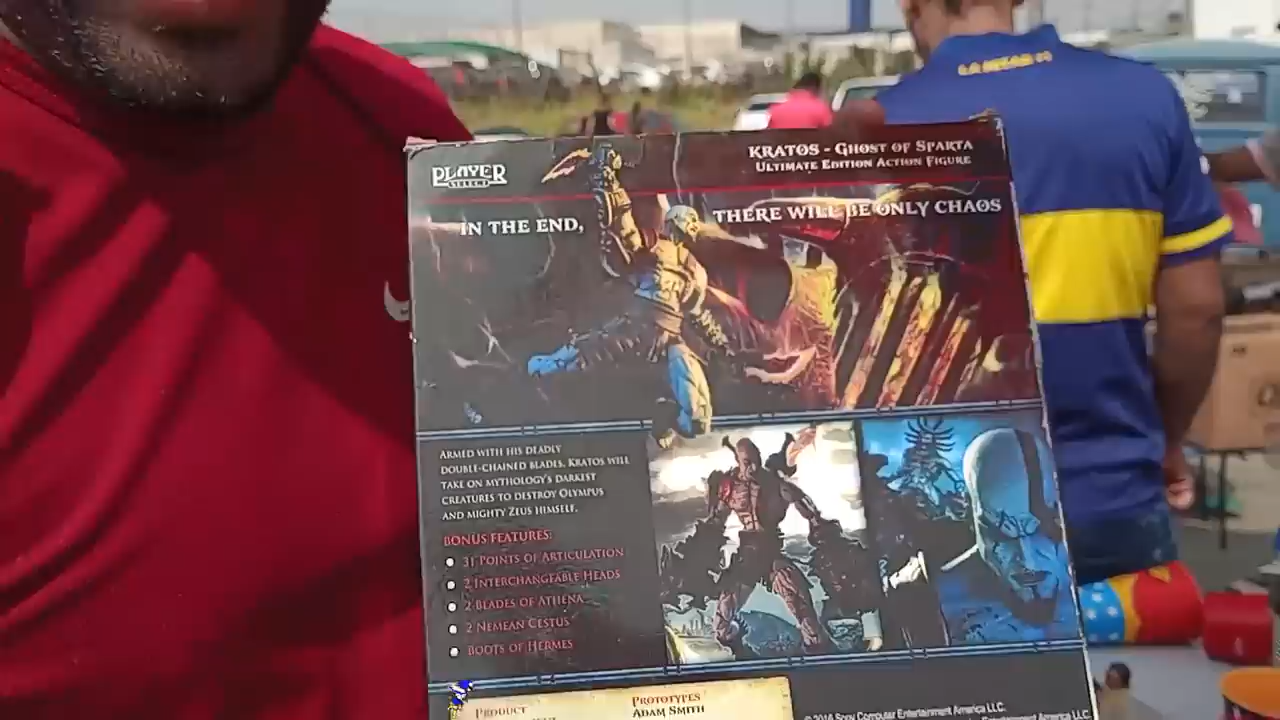 PLAYER
SELECT
KRATOS - GHOST OF SPARTA
ULTIMATE EDITION ACTION FIGURE
IN THE END,
THERE WILL BE ONLY CHAOS
ARMED WITH HIS DEADLY
DOUBLE-CHAINED BLADES, KRATOS WILL
TAKE ON MYTHOLOGY'S DARKEST
CREATURES TO DESTROY OLYMPUS
AND MIGHTY ZEUS HIMSELF.
BONUS FEATURES:
31 POINTS OF ARTICULATION
2 INTERCHANGEABLE HEADS
2 BLADES OF ATHENA
2 NEMEAN CESTUS
BOOTS OF HERMES
PRODUCT
PROTOTYPES
ADAM SMITH
Sony Computer Entertainment America LLC.
Entertainment America LLC.